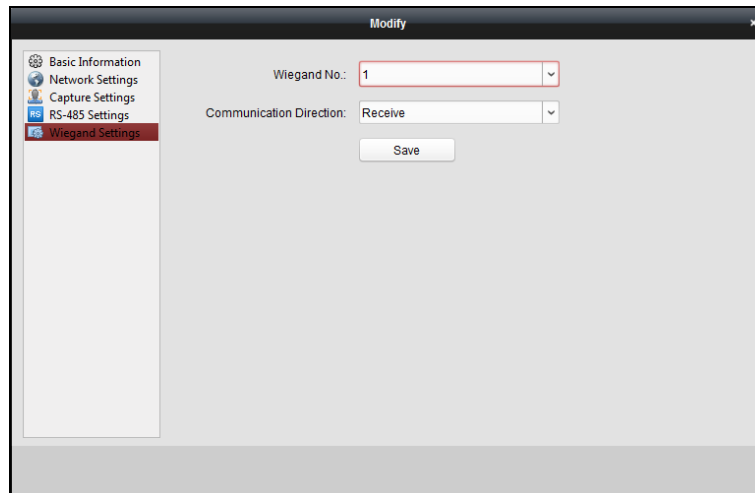 Modify
Basic Information
Network Settings
Capture Settings
RS RS-485 Settings
Wiegand Settings
Wiegand No.: 1
Communication Direction: Receive
Save